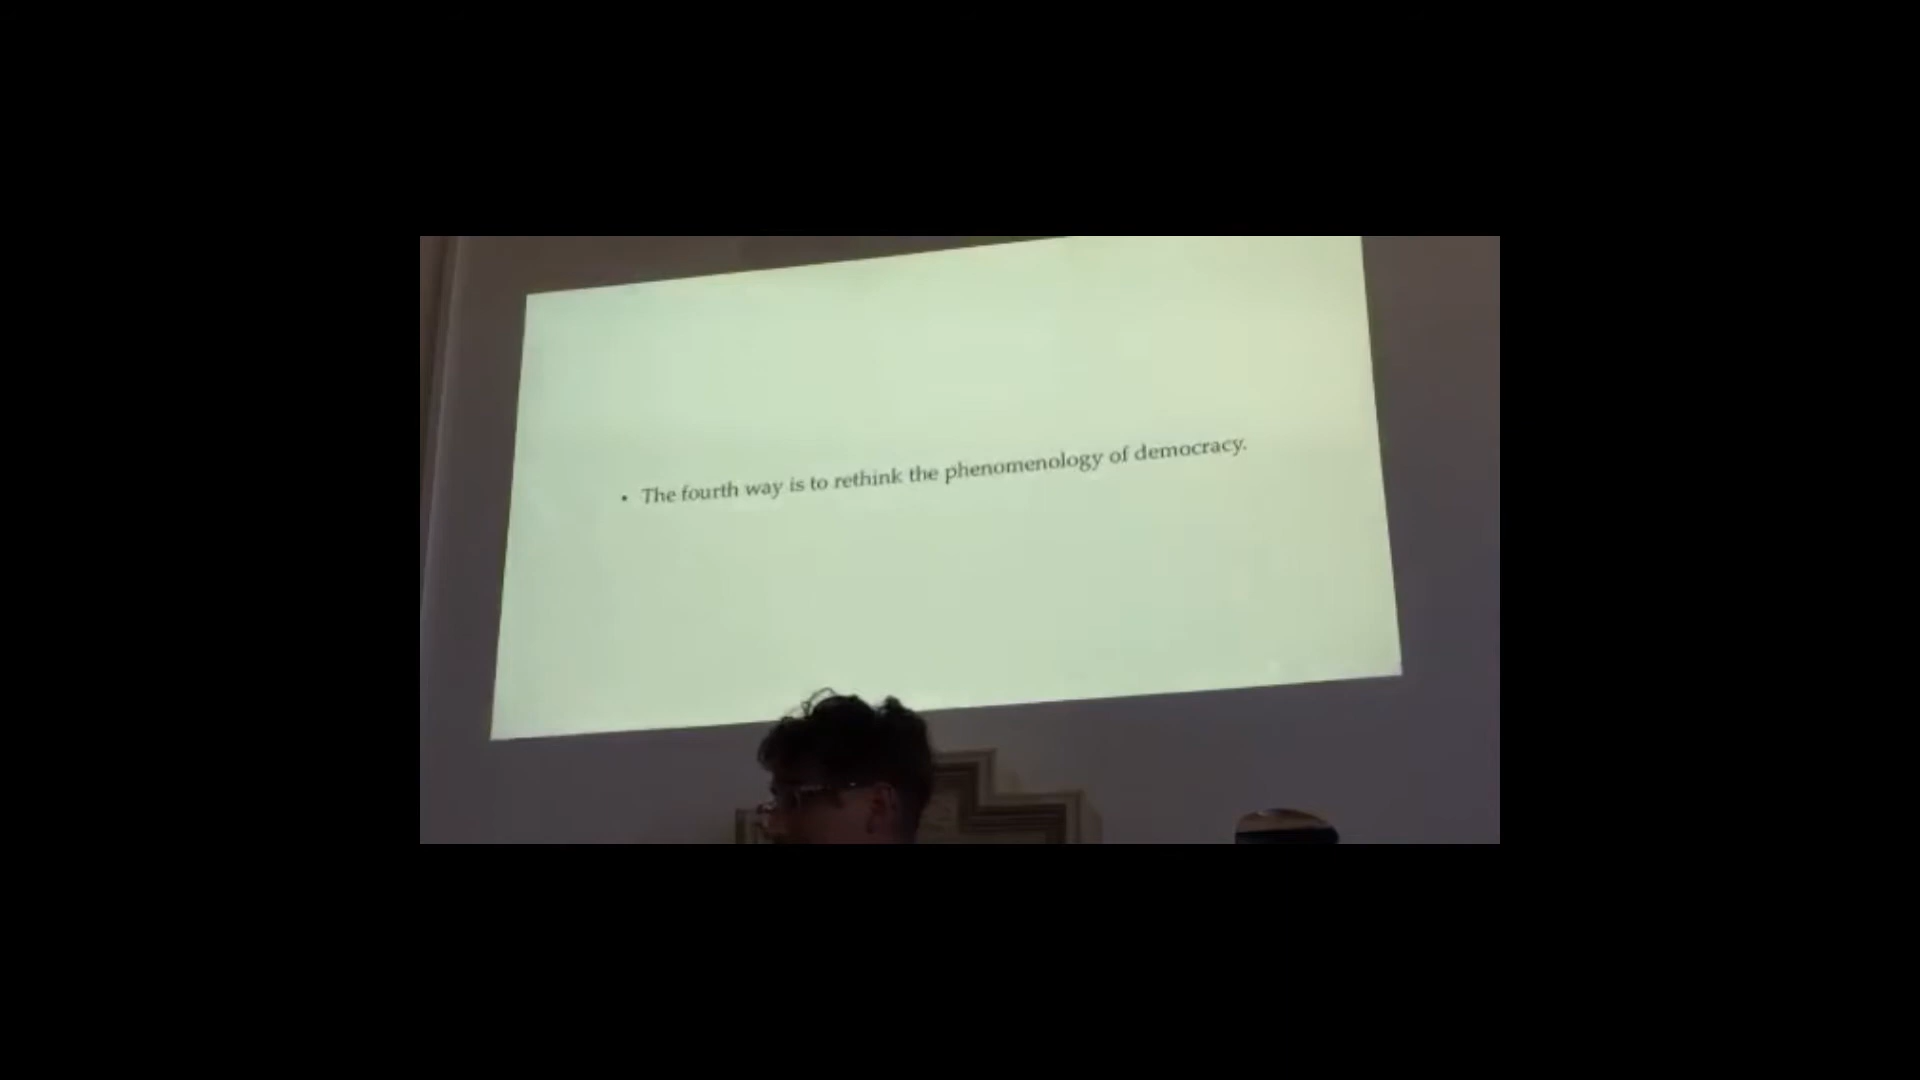 • The fourth way is to rethink the phenomenology of democracy.